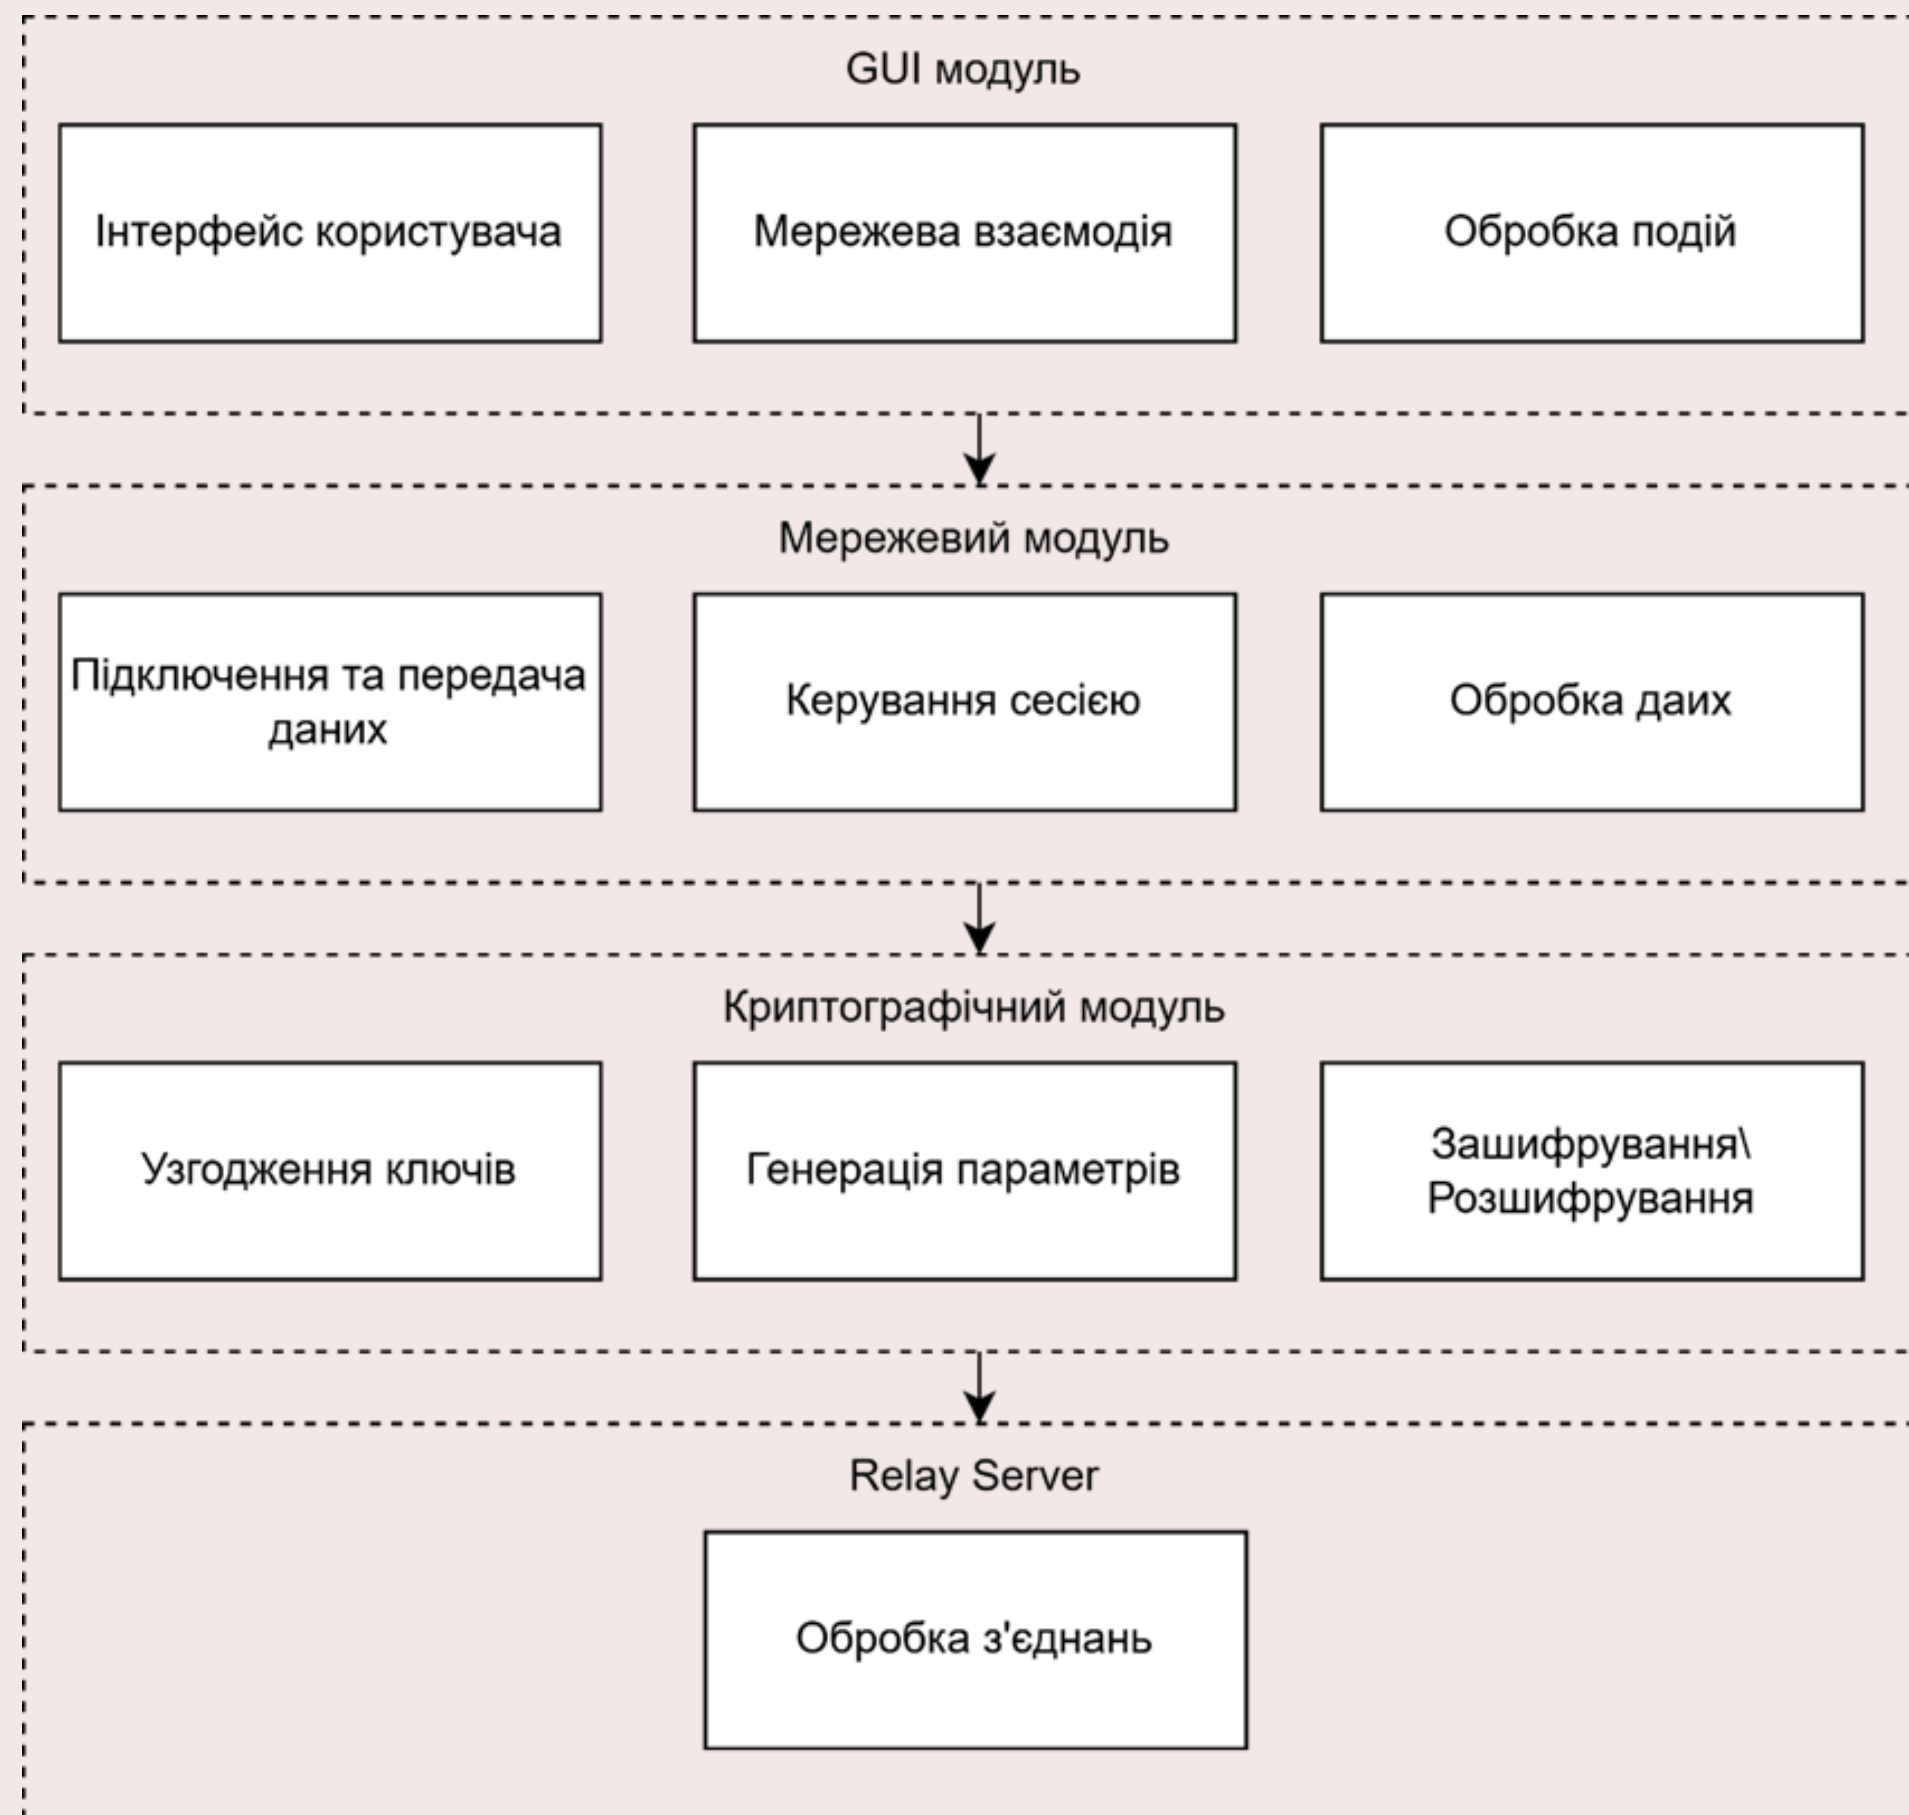 GUI модуль
Інтерфейс користувача
Мережева взаємодія
Обробка подій
Мережевий модуль
Підключення та передача
даних
Керування сесією
Обробка даих
Криптографічний модуль
Узгодження ключів
Генерація параметрів
Зашифрування\
Розшифрування
Relay Server
Обробка з'єднань